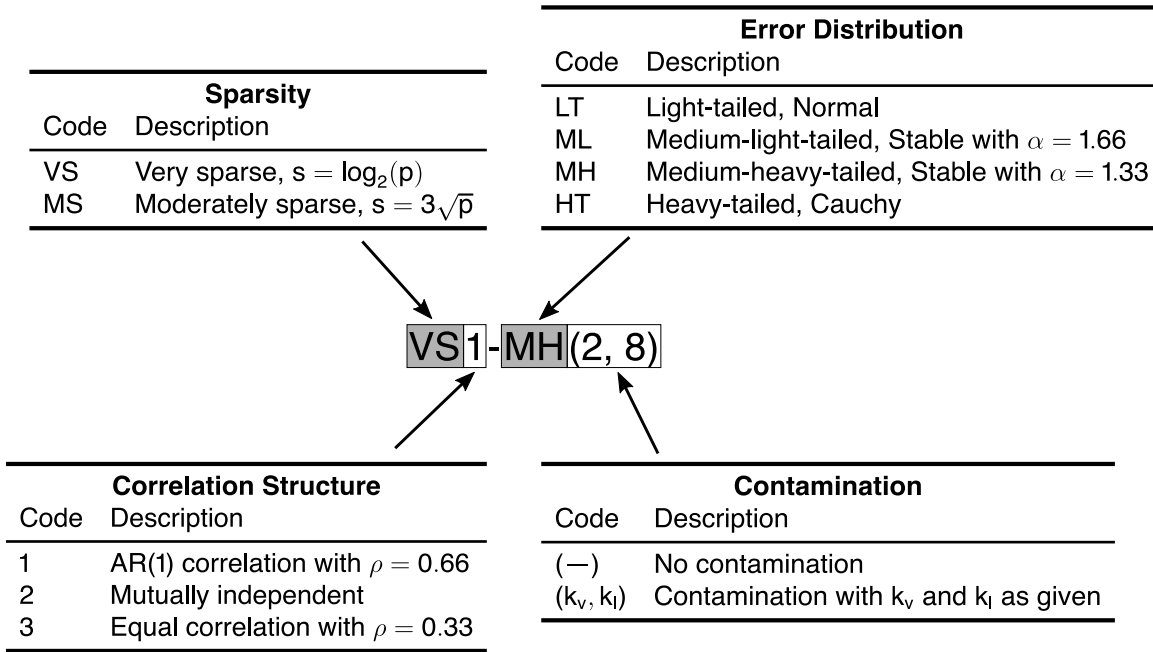 Sparsity
Code Description
VS Very sparse, s = log₂(p)
MS Moderately sparse, s = 3√p
Error Distribution
Code Description
LT Light-tailed, Normal
ML Medium-light-tailed, Stable with α = 1.66
MH Medium-heavy-tailed, Stable with α = 1.33
HT Heavy-tailed, Cauchy
VS1-MH(2, 8)
Correlation Structure
Code Description
1 AR(1) correlation with ρ = 0.66
2 Mutually independent
3 Equal correlation with ρ = 0.33
Contamination
Code Description
(—) No contamination
(kᵥ, kₗ) Contamination with kᵥ and kₗ as given